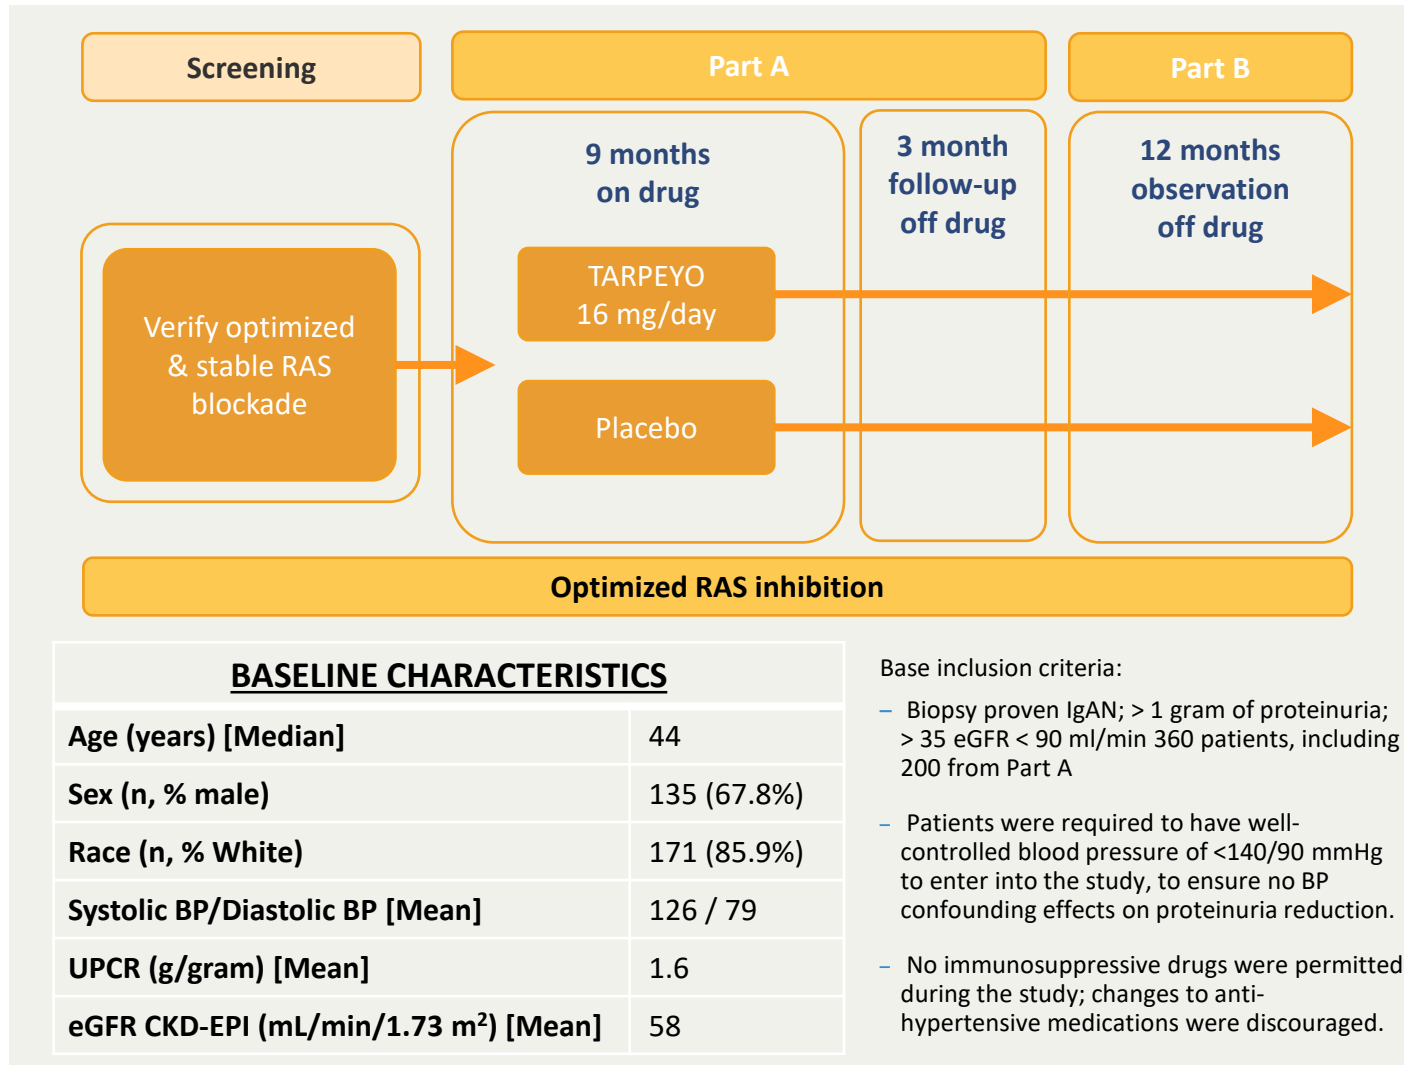 Screening
Part A
Part B
9 months
on drug
3 month
follow-up
off drug
12 months
observation
off drug
Verify optimized
& stable RAS
blockade
TARPEYO
16 mg/day
Placebo
Optimized RAS inhibition
BASELINE CHARACTERISTICS
Age (years) [Median] 44
Sex (n, % male) 135 (67.8%)
Race (n, % White) 171 (85.9%)
Systolic BP/Diastolic BP [Mean] 126 / 79
UPCR (g/gram) [Mean] 1.6
eGFR CKD-EPI (mL/min/1.73 m²) [Mean] 58
Base inclusion criteria:
– Biopsy proven IgAN; > 1 gram of proteinuria;
> 35 eGFR < 90 ml/min 360 patients, including
200 from Part A
– Patients were required to have well-
controlled blood pressure of <140/90 mmHg
to enter into the study, to ensure no BP
confounding effects on proteinuria reduction.
– No immunosuppressive drugs were permitted
during the study; changes to anti-
hypertensive medications were discouraged.